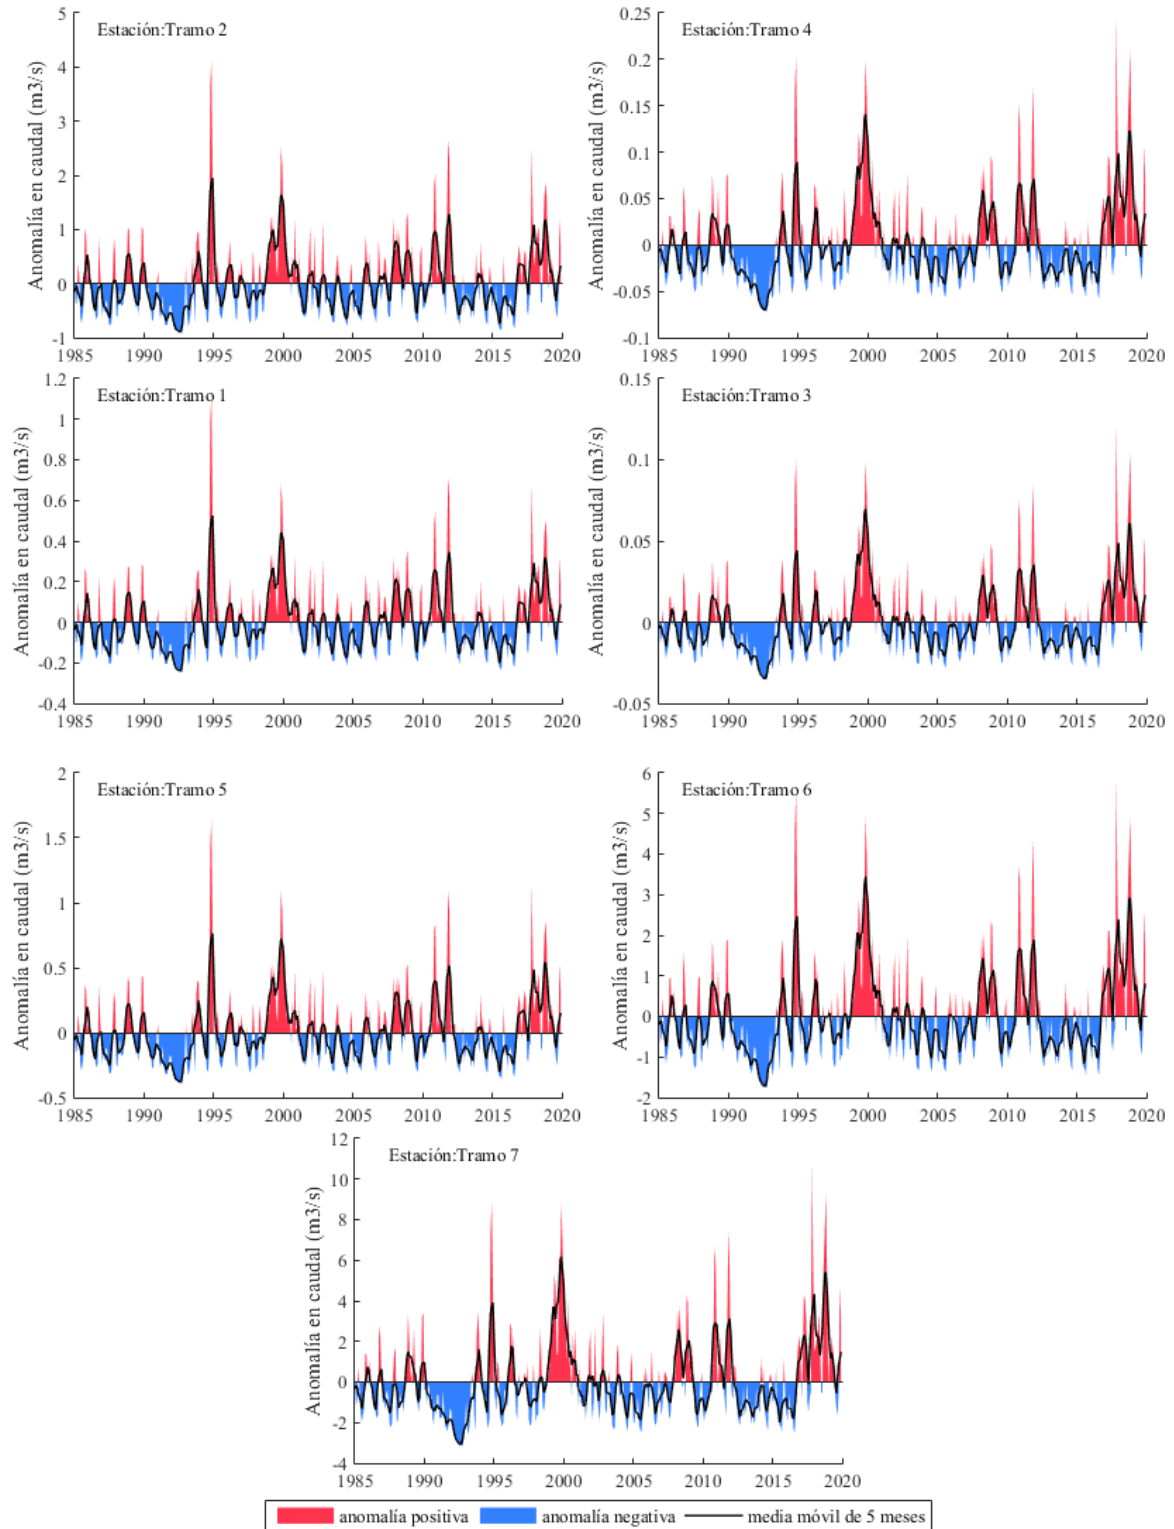 Estación:Tramo 2
Anomalía en caudal (m3/s)
5
4
3
2
1
0
-1
1985 1990 1995 2000 2005 2010 2015 2020
Estación:Tramo 4
Anomalía en caudal (m3/s)
0.25
0.2
0.15
0.1
0.05
0
-0.05
-0.1
1985 1990 1995 2000 2005 2010 2015 2020
Estación:Tramo 1
Anomalía en caudal (m3/s)
1.2
1
0.8
0.6
0.4
0.2
0
-0.2
-0.4
1985 1990 1995 2000 2005 2010 2015 2020
Estación:Tramo 3
Anomalía en caudal (m3/s)
0.15
0.1
0.05
0
-0.05
1985 1990 1995 2000 2005 2010 2015 2020
Estación:Tramo 5
Anomalía en caudal (m3/s)
2
1.5
1
0.5
0
-0.5
1985 1990 1995 2000 2005 2010 2015 2020
Estación:Tramo 6
Anomalía en caudal (m3/s)
6
5
4
3
2
1
0
-1
-2
1985 1990 1995 2000 2005 2010 2015 2020
Estación:Tramo 7
Anomalía en caudal (m3/s)
12
10
8
6
4
2
0
-2
-4
1985 1990 1995 2000 2005 2010 2015 2020
anomalía positiva anomalía negativa media móvil de 5 meses